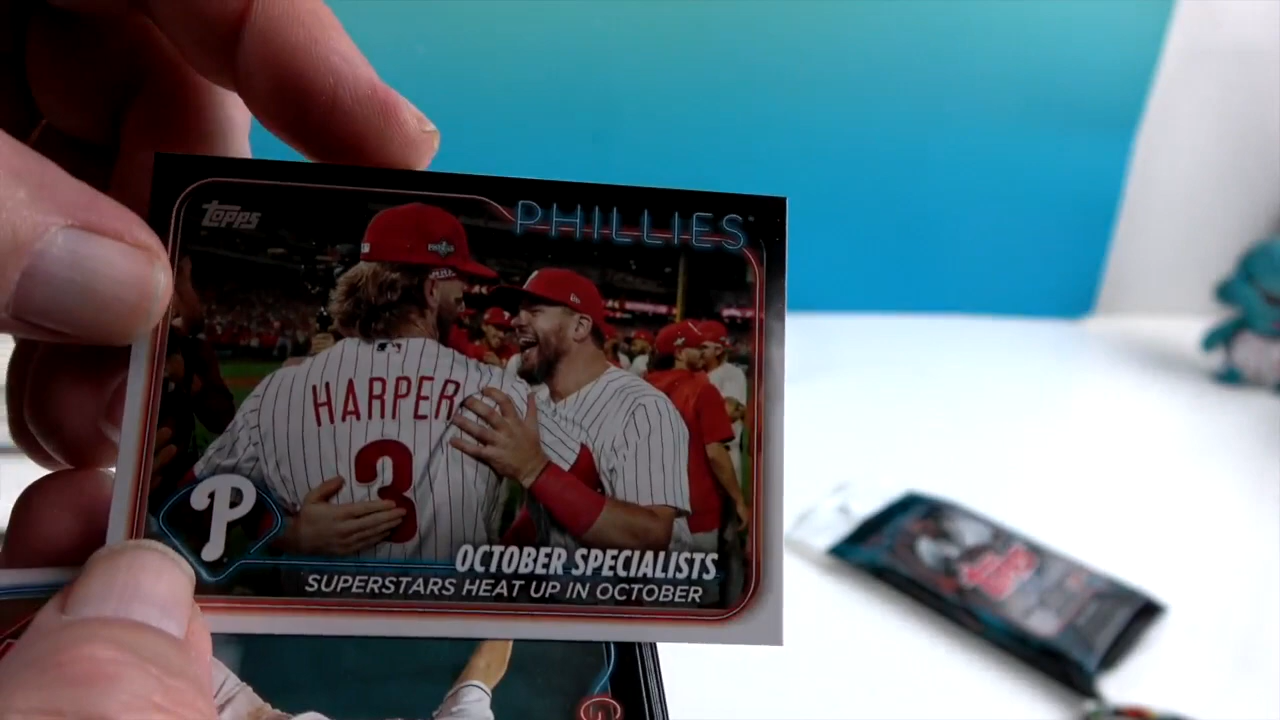 Topps
PHILLIES
HARPER
3
P
OCTOBER SPECIALISTS
SUPERSTARS HEAT UP IN OCTOBER